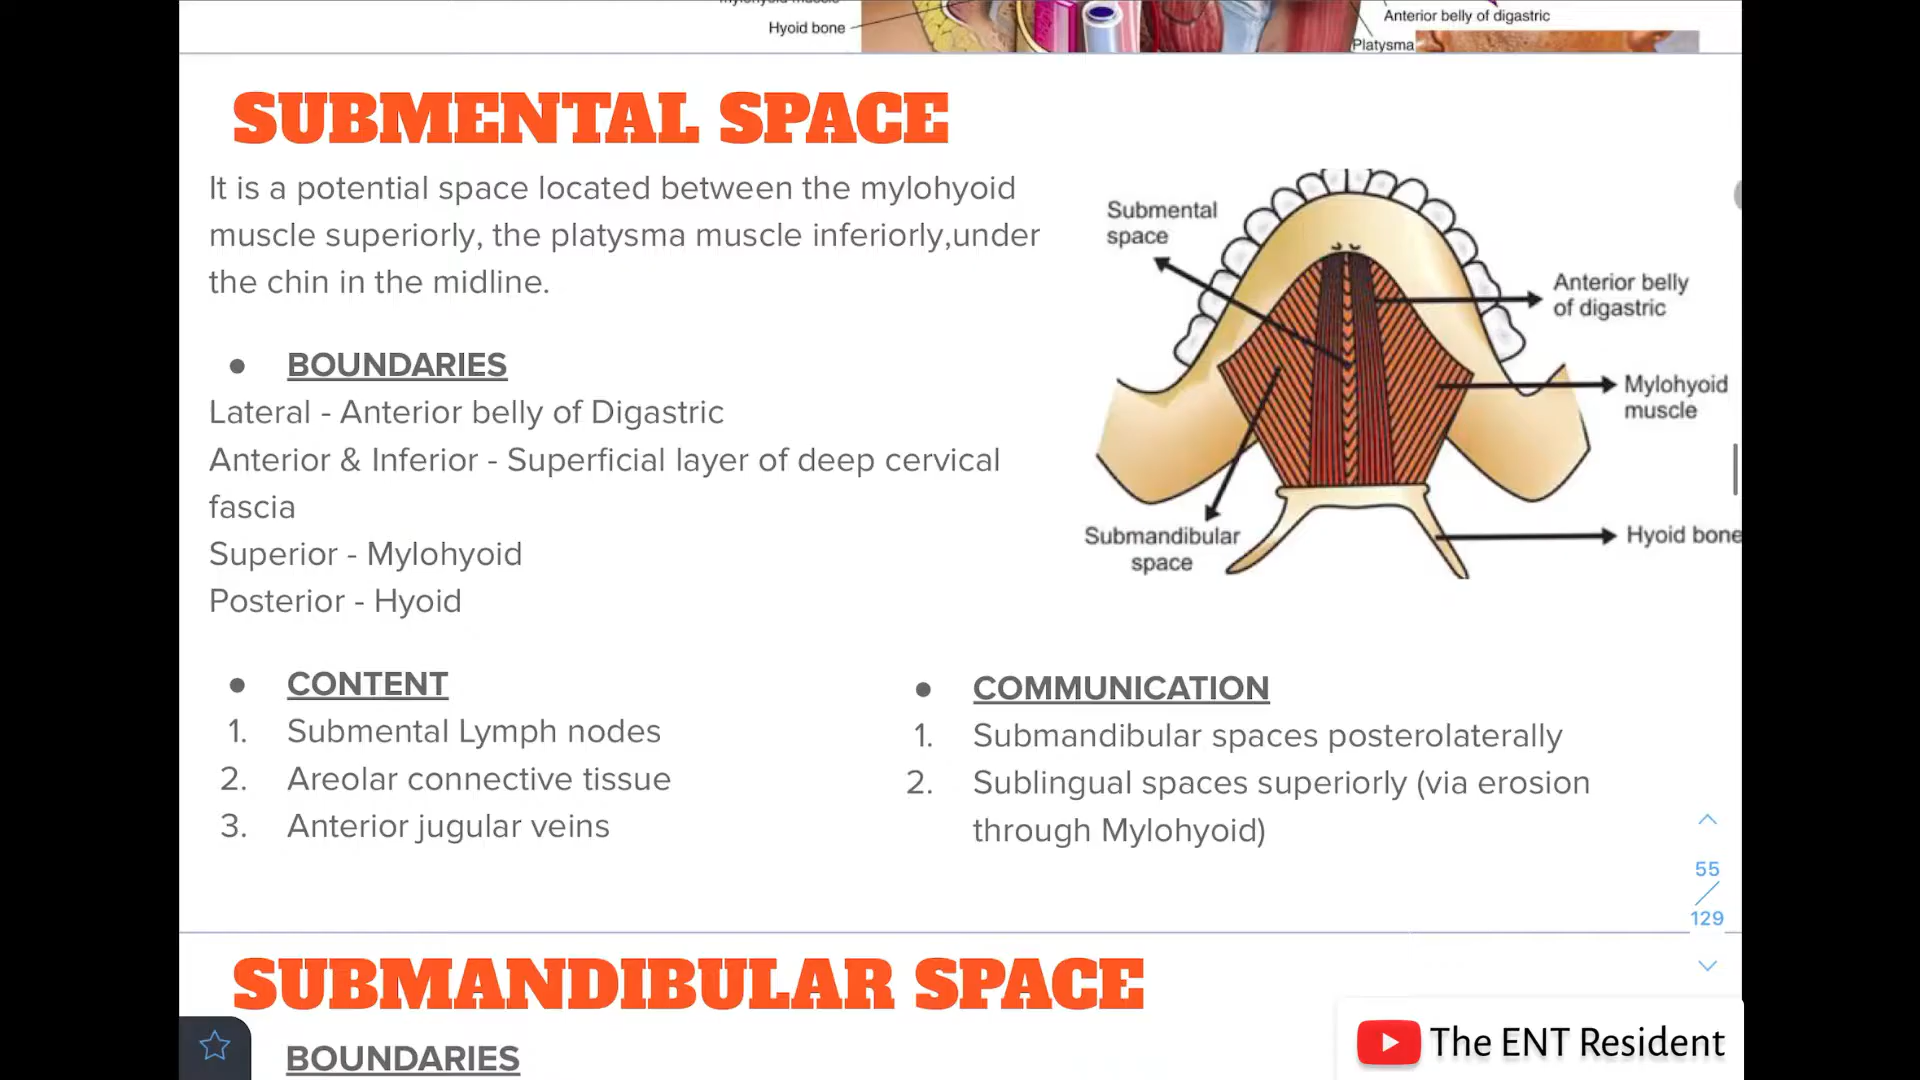 Hyoid bone
Anterior belly of digastric
Platysma
SUBMENTAL SPACE
It is a potential space located between the mylohyoid
muscle superiorly, the platysma muscle inferiorly,under
the chin in the midline.
● BOUNDARIES
Lateral - Anterior belly of Digastric
Anterior & Inferior - Superficial layer of deep cervical
fascia
Superior - Mylohyoid
Posterior - Hyoid
Submental
space
Anterior belly
of digastric
Mylohyoid
muscle
Submandibular
space
Hyoid bone
● CONTENT
1. Submental Lymph nodes
2. Areolar connective tissue
3. Anterior jugular veins
● COMMUNICATION
1. Submandibular spaces posterolaterally
2. Sublingual spaces superiorly (via erosion
through Mylohyoid)
55
129
SUBMANDIBULAR SPACE
BOUNDARIES
The ENT Resident